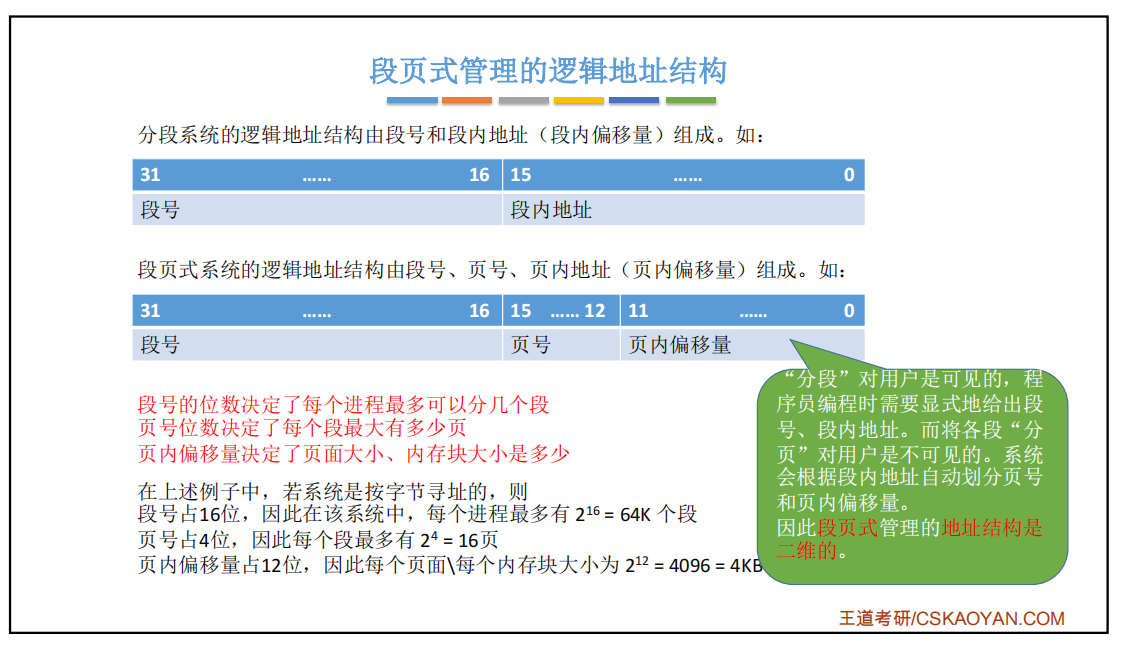 段页式管理的逻辑地址结构
分段系统的逻辑地址结构由段号和段内地址（段内偏移量）组成。如：
31 …… 16 15 …… 0
段号 段内地址
段页式系统的逻辑地址结构由段号、页号、页内地址（页内偏移量）组成。如：
31 …… 16 15 …… 12 11 …… 0
段号 页号 页内偏移量
段号的位数决定了每个进程最多可以分几个段
页号位数决定了每个段最大有多少页
页内偏移量决定了页面大小、内存块大小是多少
在上述例子中，若系统是按字节寻址的，则
段号占16位，因此在该系统中，每个进程最多有 2¹⁶ = 64K 个段
页号占4位，因此每个段最多有 2⁴ = 16页
页内偏移量占12位，因此每个页面\每个内存块大小为 2¹² = 4096 = 4KB
“分段”对用户是可见的，程
序员编程时需要显式地给出段
号、段内地址。而将各段“分
页”对用户是不可见的。系统
会根据段内地址自动划分页号
和页内偏移量。
因此段页式管理的地址结构是
二维的。
王道考研/CSKAOYAN.COM